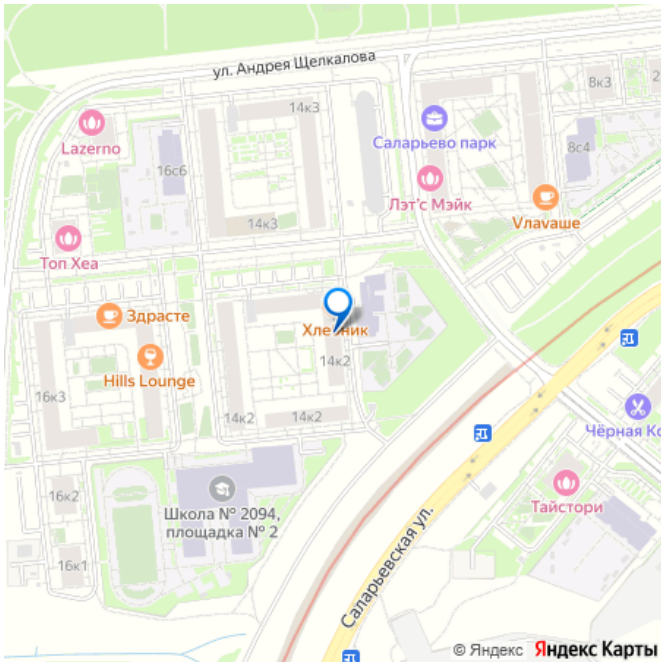 ул. Андрея Щелкалова
14к3
8к3
2
Lazerno
Саларьево парк
16с6
8с4
Лэт'с Мэйк
Vлаvаше
14к3
Топ Хеа
Здрасте
14к2
Hills Lounge
16к3
14к2
14к2
Чёрная Ко
16к2
Школа № 2094,
площадка № 2
Тайстори
16к1
Саларьевская ул.
© Яндекс Яндекс Карты